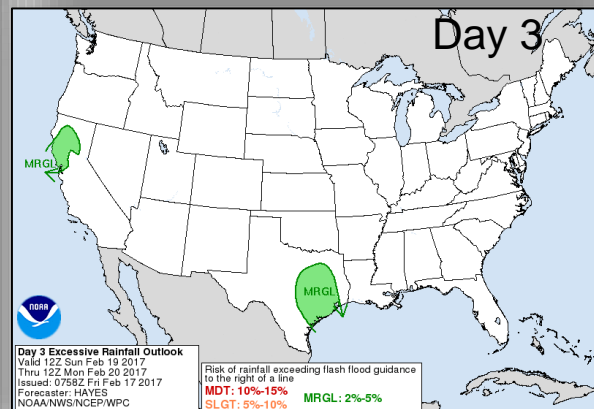 Day 3
MRGL
MRGL
NOAA
Day 3 Excessive Rainfall Outlook
Valid 12Z Sun Feb 19 2017
Thru 12Z Mon Feb 20 2017
Issued: 0758Z Fri Feb 17 2017
Forecaster: HAYES
NOAA/NWS/NCEP/WPC
Risk of rainfall exceeding flash flood guidance
to the right of a line
MDT: 10%-15%
MRGL: 2%-5%
SLGT: 5%-10%